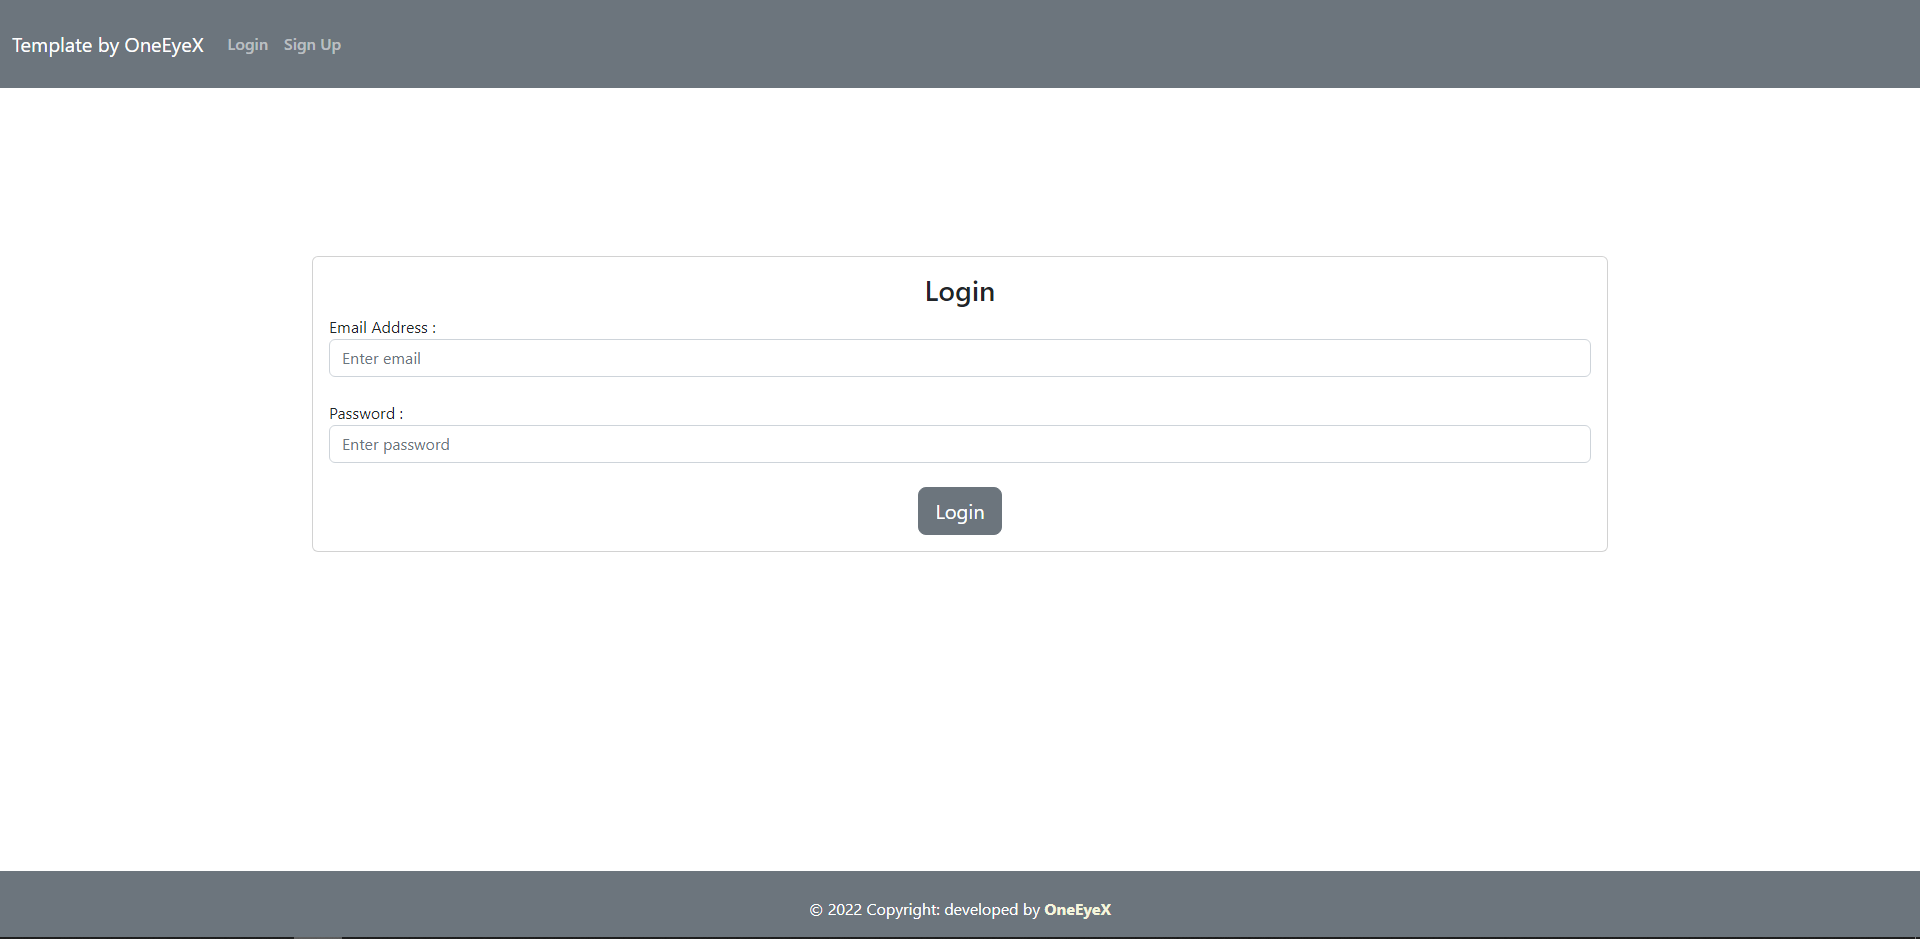 Template by OneEyeX Login Sign Up
Login
Email Address :
Enter email
Password :
Enter password
Login
© 2022 Copyright: developed by OneEyeX